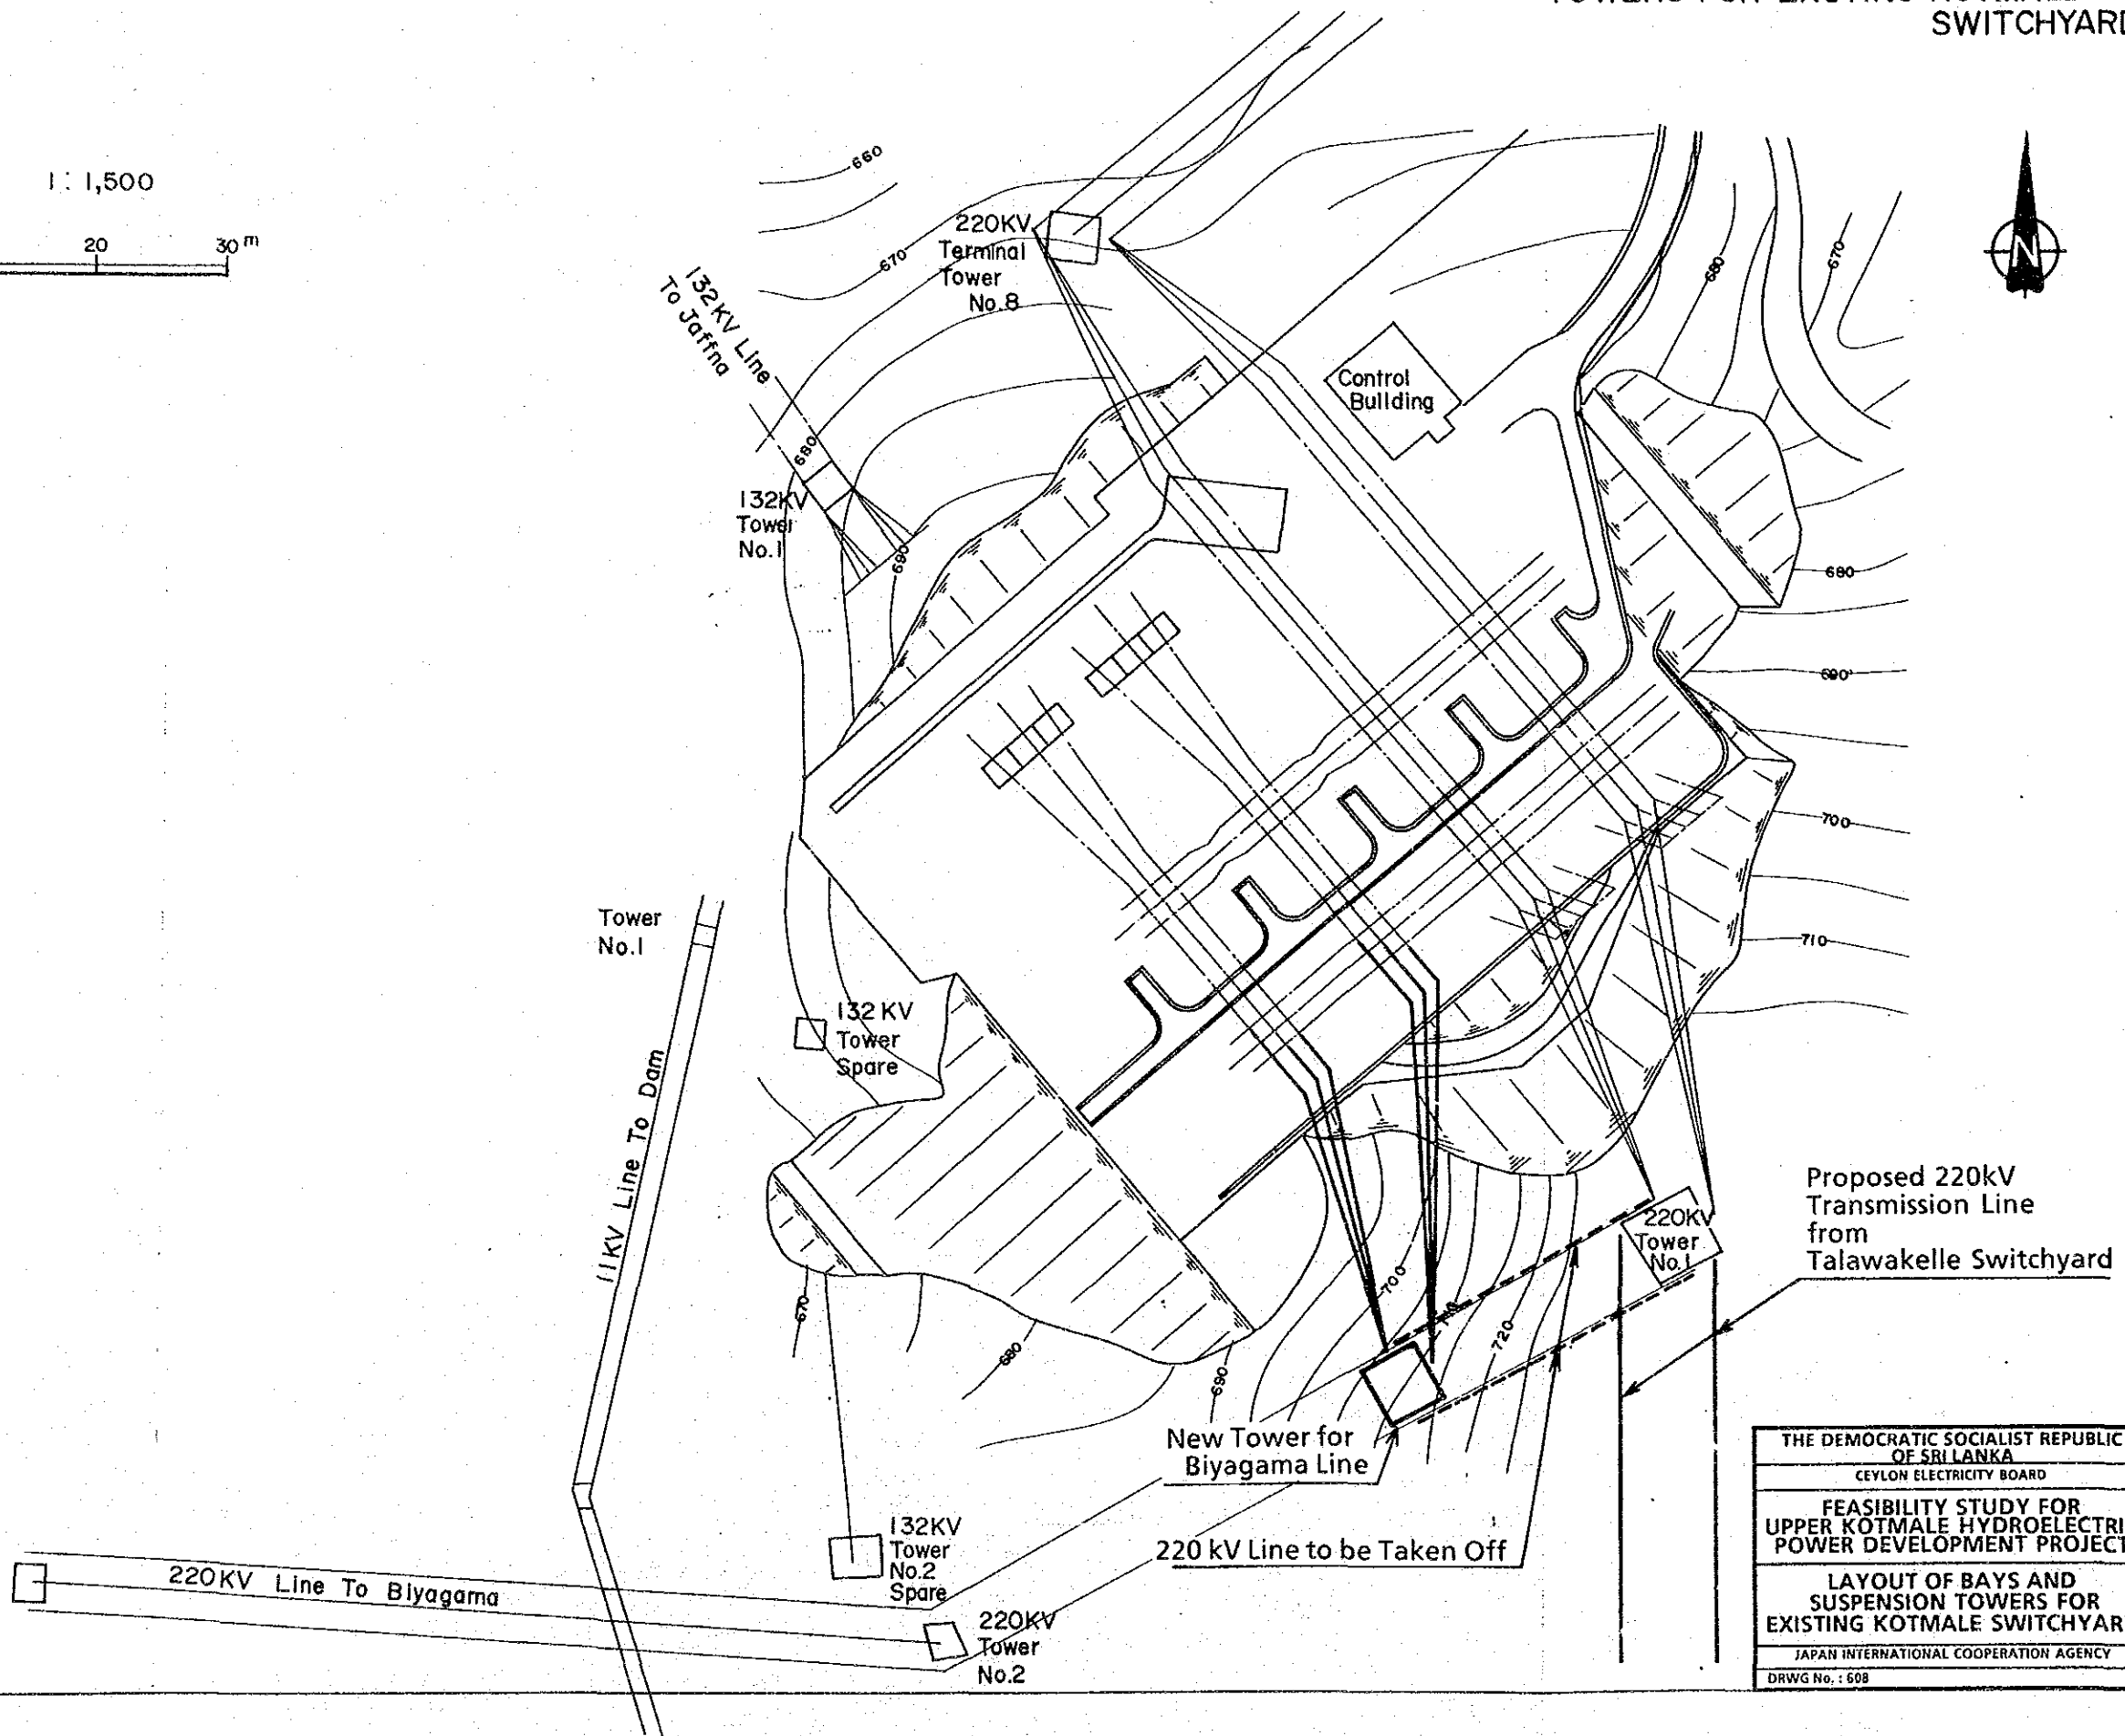 SWITCHYARD
1:1,500
20
30 m
660
220KV
Terminal
Tower
No.8
670
132KV Line
To Jaffna
680
132KV
Tower
No.1
690
Control
Building
N
680
670
680
690
700
710
Tower
No.1
132 KV
Tower
Spare
11KV Line To Dam
Proposed 220kV
Transmission Line
from
Talawakelle Switchyard
220KV
Tower
No.1
700
720
670
680
690
New Tower for
Biyagama Line
220 kV Line to be Taken Off
132KV
Tower
No.2
Spare
220KV Line To Biyagama
220KV
Tower
No.2
THE DEMOCRATIC SOCIALIST REPUBLIC
OF SRI LANKA
CEYLON ELECTRICITY BOARD
FEASIBILITY STUDY FOR
UPPER KOTMALE HYDROELECTRI
POWER DEVELOPMENT PROJECT
LAYOUT OF BAYS AND
SUSPENSION TOWERS FOR
EXISTING KOTMALE SWITCHYAR
JAPAN INTERNATIONAL COOPERATION AGENCY
DRWG No. : 608